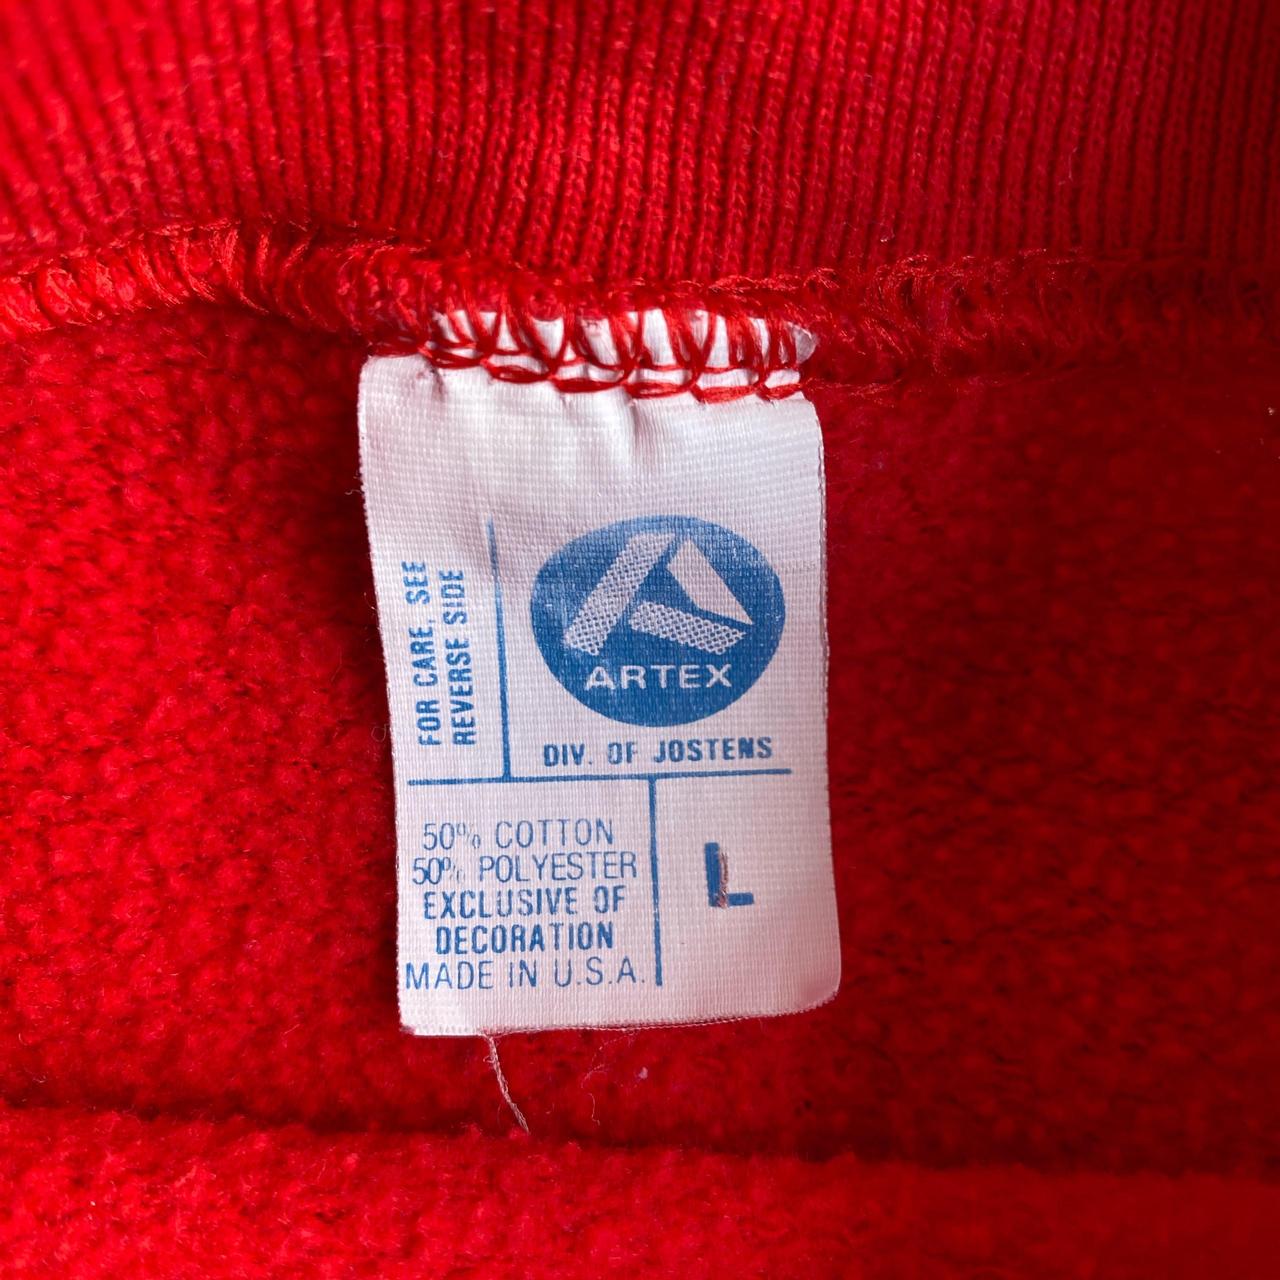 FOR CARE, SEE
REVERSE SIDE
ARTEX
DIV. OF JOSTENS
50% COTTON
50% POLYESTER
EXCLUSIVE OF
DECORATION
MADE IN U.S.A.
L